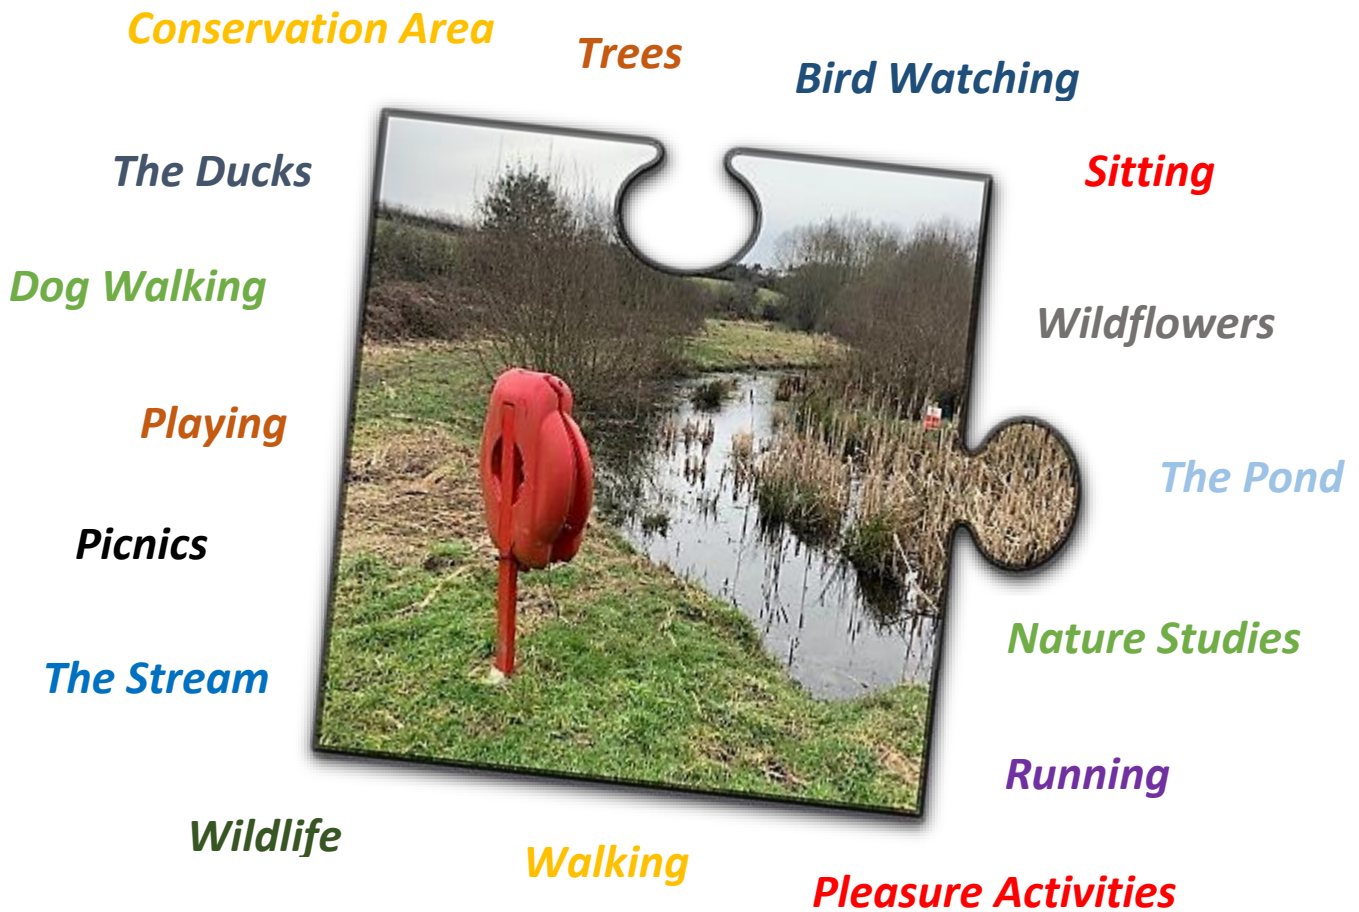 Conservation Area
Trees
Bird Watching
The Ducks
Sitting
Dog Walking
Wildflowers
Playing
The Pond
Picnics
Nature Studies
The Stream
Running
Wildlife
Walking
Pleasure Activities